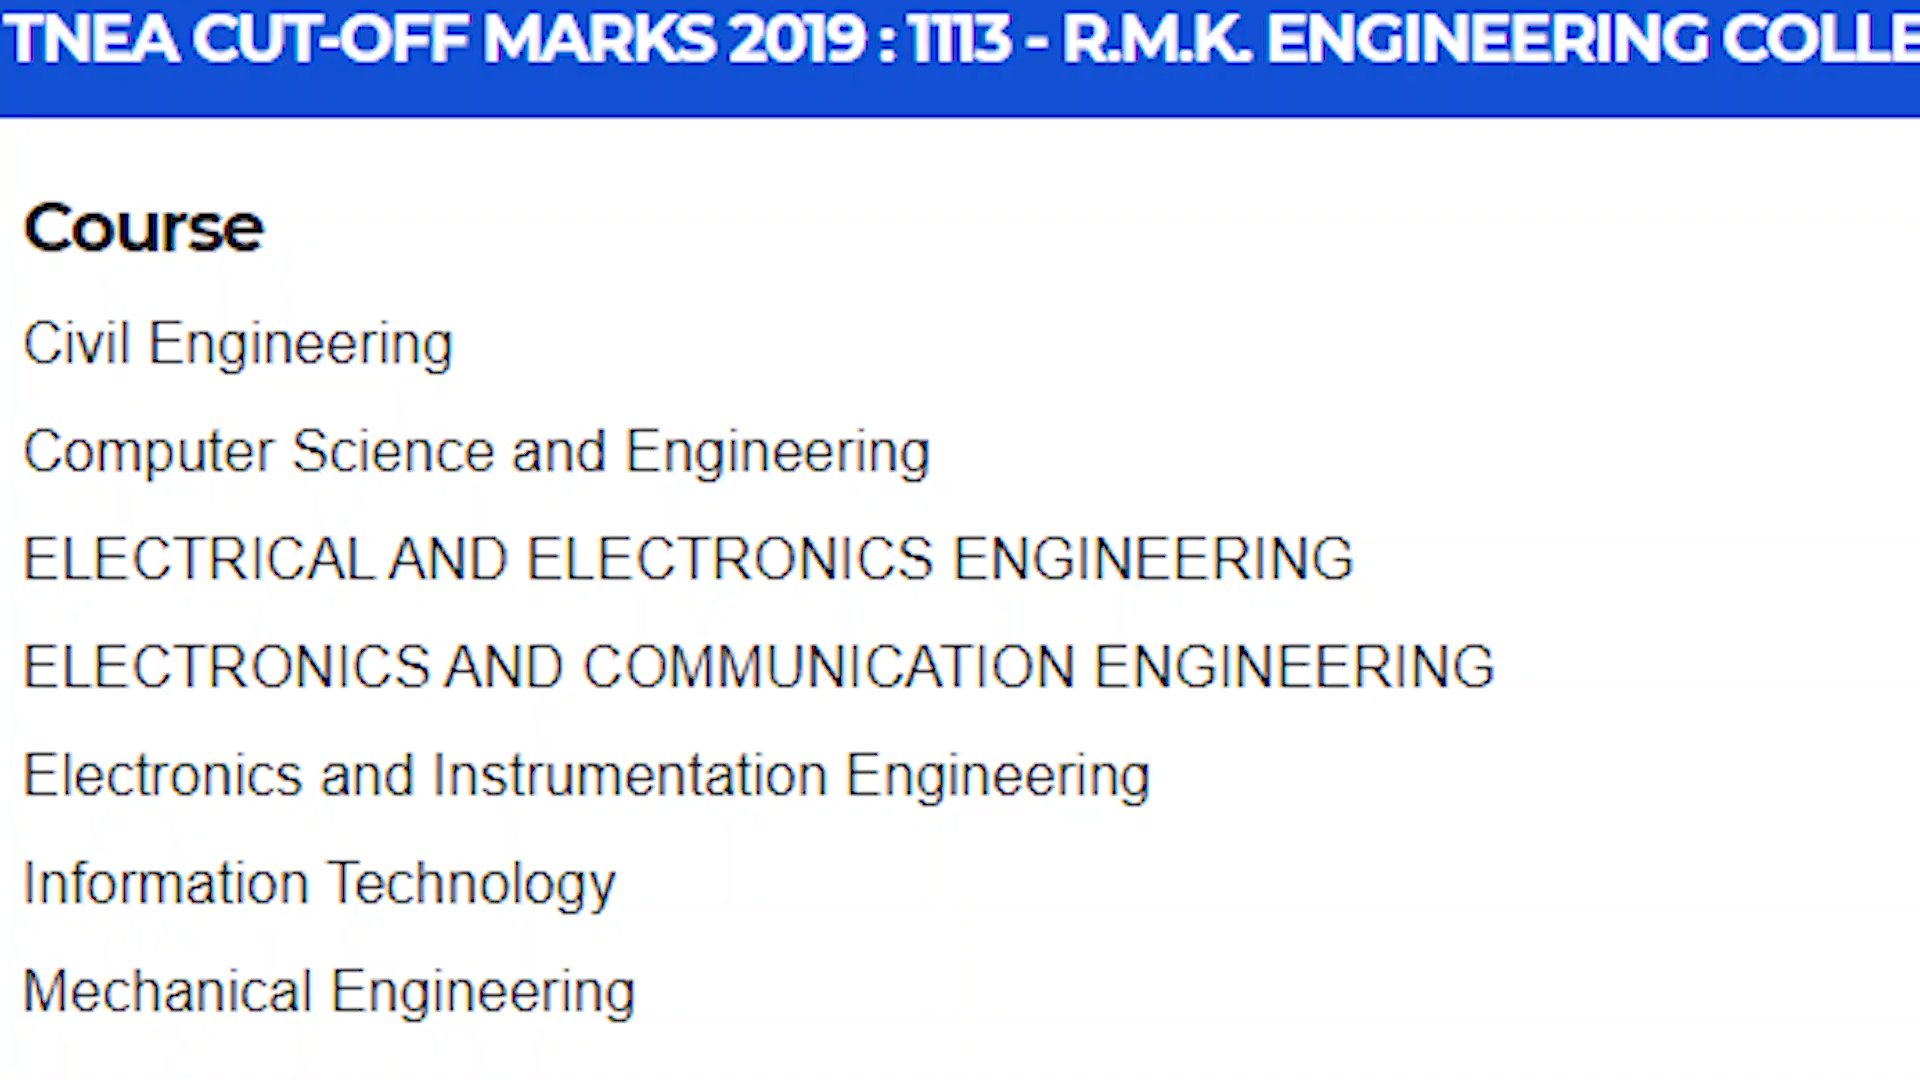 TNEA CUT-OFF MARKS 2019 : 1113 - R.M.K. ENGINEERING COLLE
Course
Civil Engineering
Computer Science and Engineering
ELECTRICAL AND ELECTRONICS ENGINEERING
ELECTRONICS AND COMMUNICATION ENGINEERING
Electronics and Instrumentation Engineering
Information Technology
Mechanical Engineering